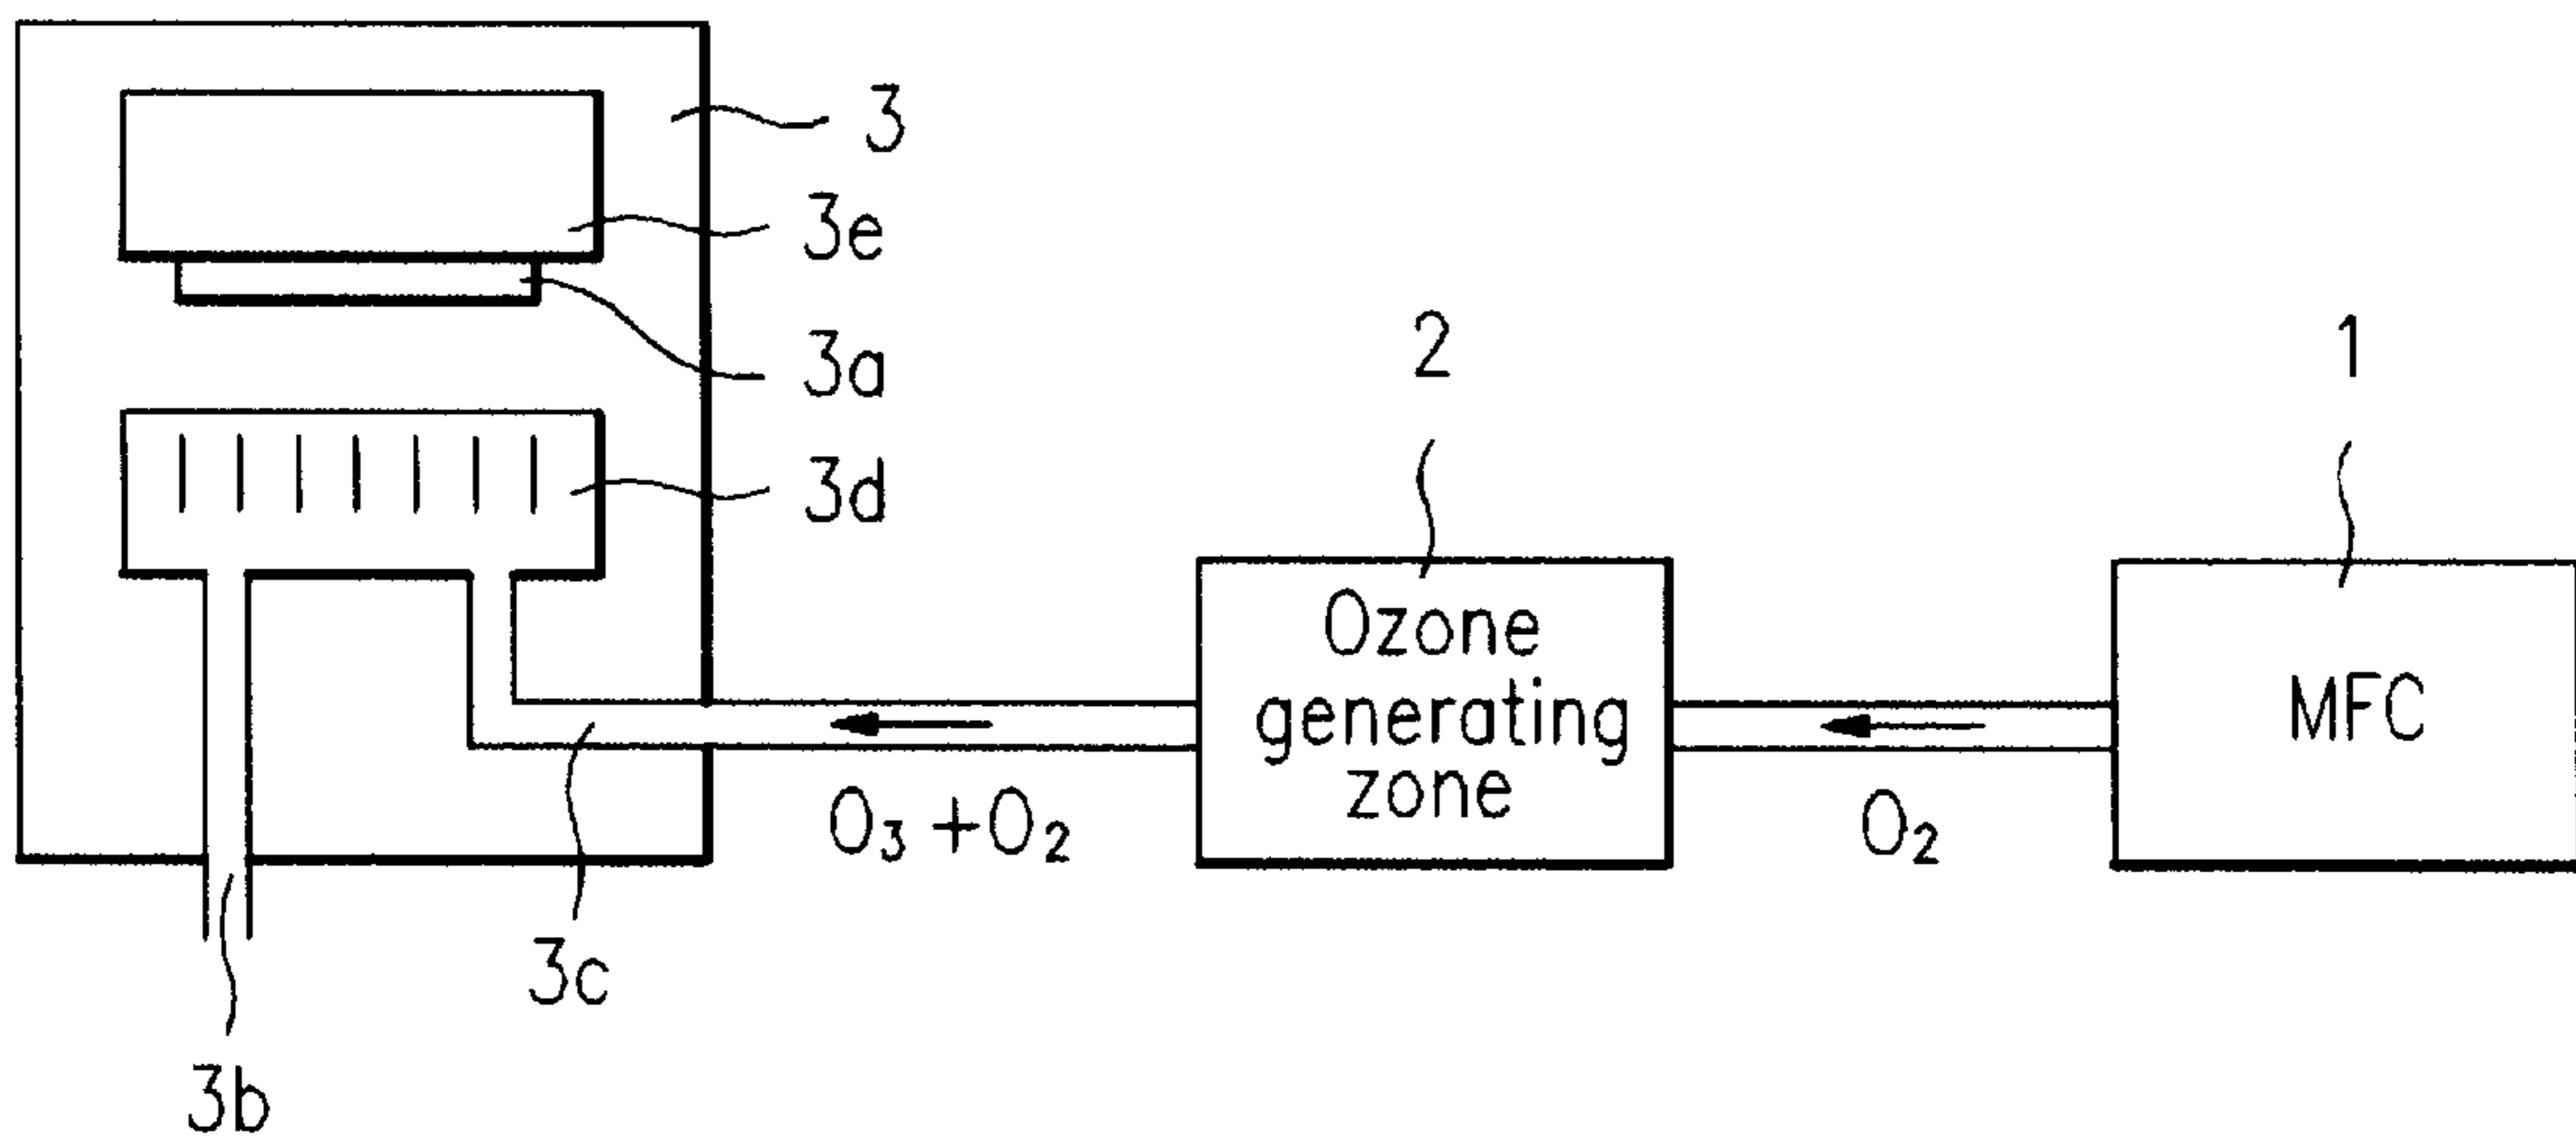 3
3e
3a
3d
2
1
Ozone
generating
zone
MFC
O₃ +O₂
O₂
3c
3b